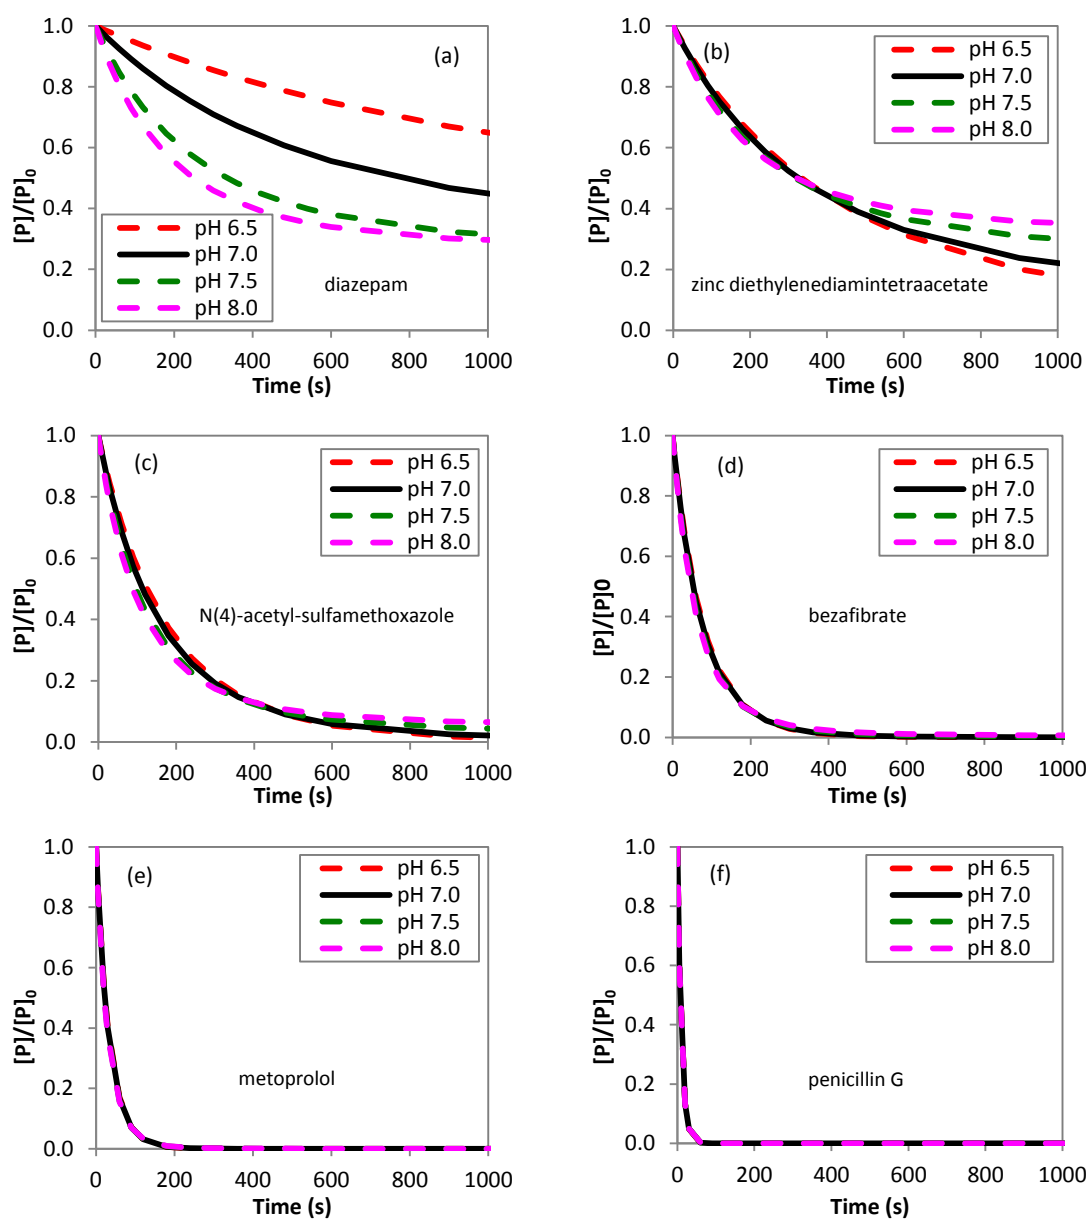 (a)
1.0
0.8
0.6
0.4
0.2
0.0
[P]/[P]₀
pH 6.5
pH 7.0
pH 7.5
pH 8.0
diazepam
0 200 400 600 800 1000
Time (s)
(b)
1.0
0.8
0.6
0.4
0.2
0.0
[P]/[P]₀
pH 6.5
pH 7.0
pH 7.5
pH 8.0
zinc diethylenediamintetraacetate
0 200 400 600 800 1000
Time (s)
(c)
1.0
0.8
0.6
0.4
0.2
0.0
[P]/[P]₀
pH 6.5
pH 7.0
pH 7.5
pH 8.0
N(4)-acetyl-sulfamethoxazole
0 200 400 600 800 1000
Time (s)
(d)
1.0
0.8
0.6
0.4
0.2
0.0
[P]/[P]0
pH 6.5
pH 7.0
pH 7.5
pH 8.0
bezafibrate
0 200 400 600 800 1000
Time (s)
(e)
1.0
0.8
0.6
0.4
0.2
0.0
[P]/[P]₀
pH 6.5
pH 7.0
pH 7.5
pH 8.0
metoprolol
0 200 400 600 800 1000
Time (s)
(f)
1.0
0.8
0.6
0.4
0.2
0.0
[P]/[P]₀
pH 6.5
pH 7.0
pH 7.5
pH 8.0
penicillin G
0 200 400 600 800 1000
Time (s)